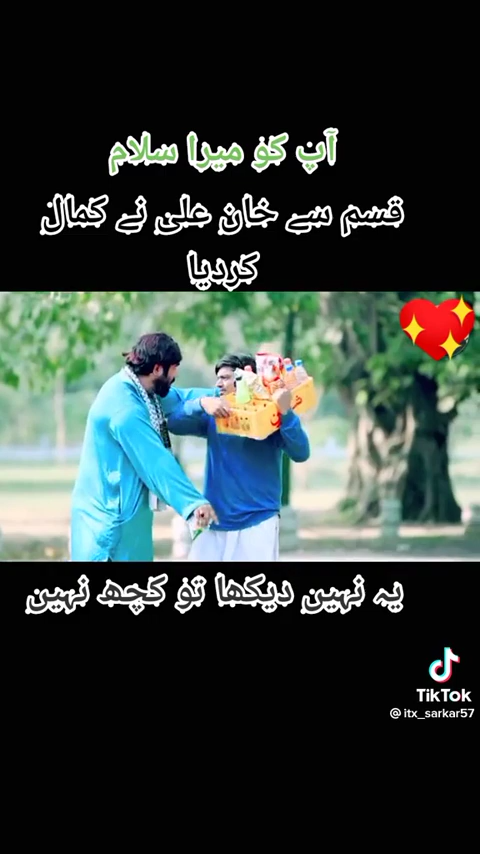 آپ کو میرا سلام
قسم سے خان علی نے کمال
کردیا
یہ نہیں دیکھا تو کچھ نہیں
TikTok
@itx_sarkar57